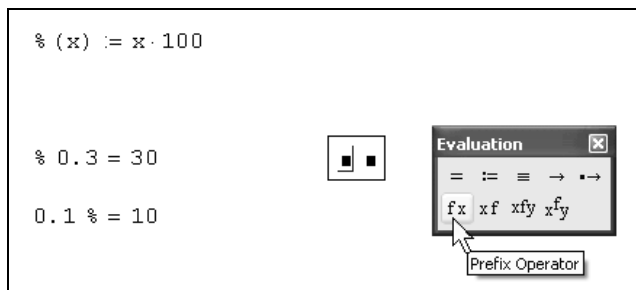 % (x) := x · 100
% 0.3 = 30
0.1 % = 10
Evaluation
= := ≡ → ▪→
fx xf xfy xfy
Prefix Operator